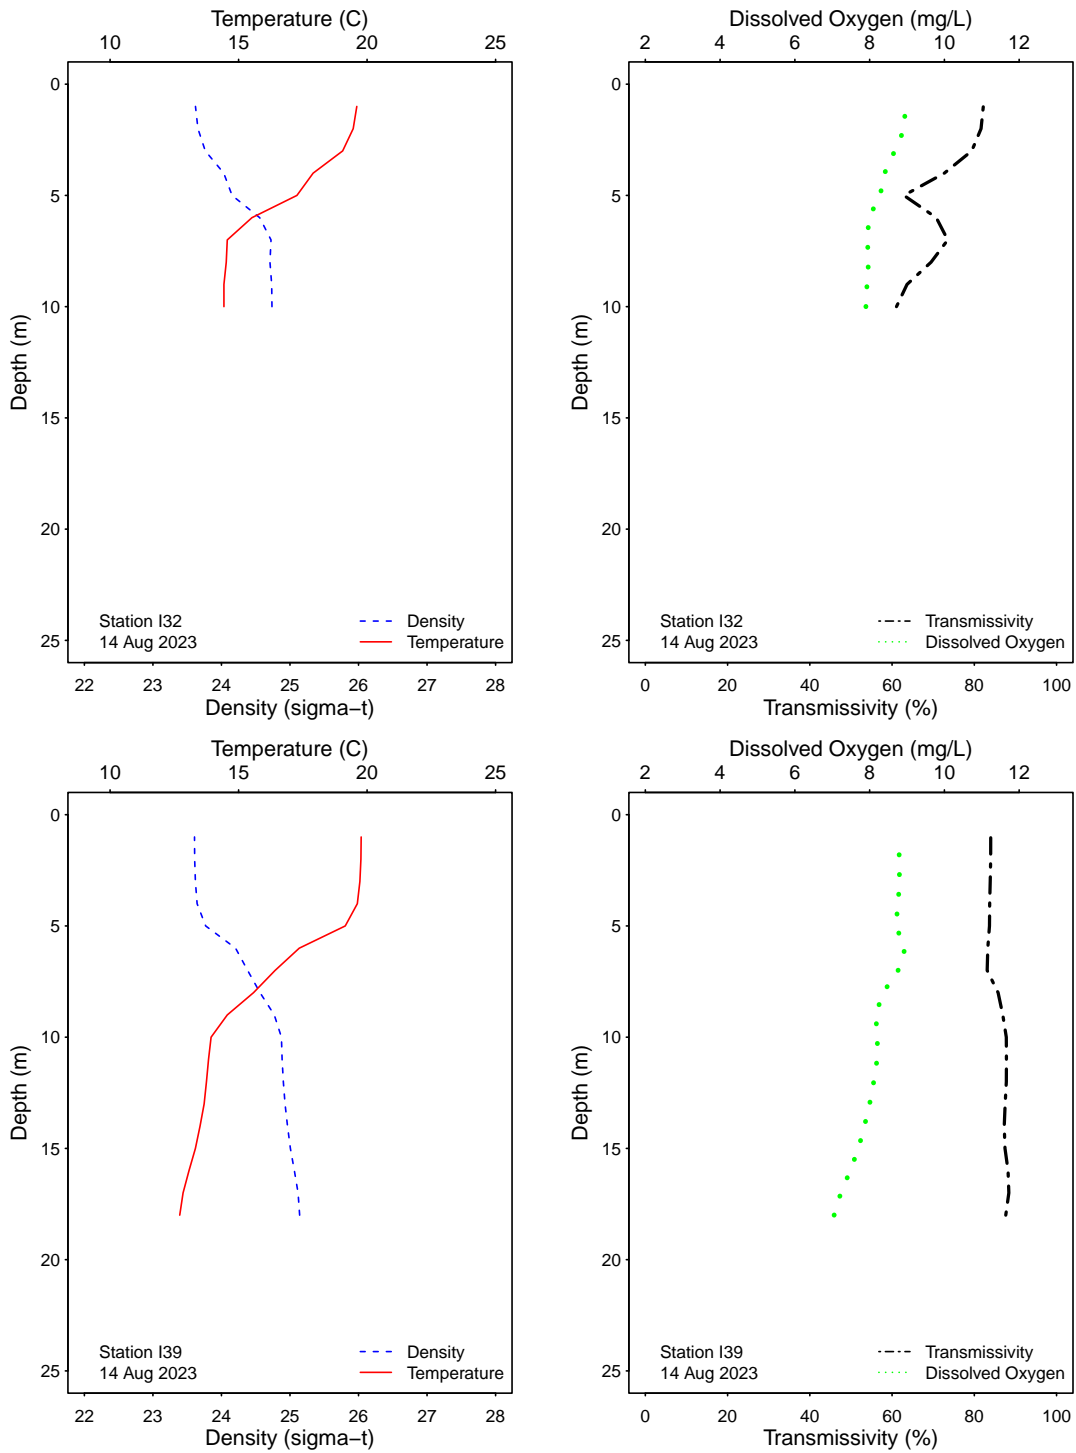 Temperature (C)
10 15 20 25
0
5
10
15
20
25
Depth (m)
Station I32
14 Aug 2023
Density
Temperature
22 23 24 25 26 27 28
Density (sigma−t)
Dissolved Oxygen (mg/L)
2 4 6 8 10 12
0
5
10
15
20
25
Depth (m)
Station I32
14 Aug 2023
Transmissivity
Dissolved Oxygen
0 20 40 60 80 100
Transmissivity (%)
Temperature (C)
10 15 20 25
0
5
10
15
20
25
Depth (m)
Station I39
14 Aug 2023
Density
Temperature
22 23 24 25 26 27 28
Density (sigma−t)
Dissolved Oxygen (mg/L)
2 4 6 8 10 12
0
5
10
15
20
25
Depth (m)
Station I39
14 Aug 2023
Transmissivity
Dissolved Oxygen
0 20 40 60 80 100
Transmissivity (%)